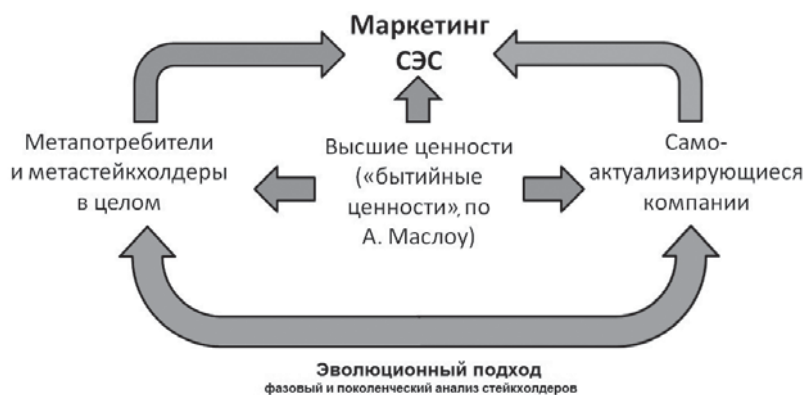 Маркетинг
СЭС
Метапотребители
и метастейкхолдеры
в целом
Высшие ценности
(«бытийные
ценности», по
А. Маслоу)
Само-
актуализирующиеся
компании
Эволюционный подход
фазовый и поколенческий анализ стейкхолдеров